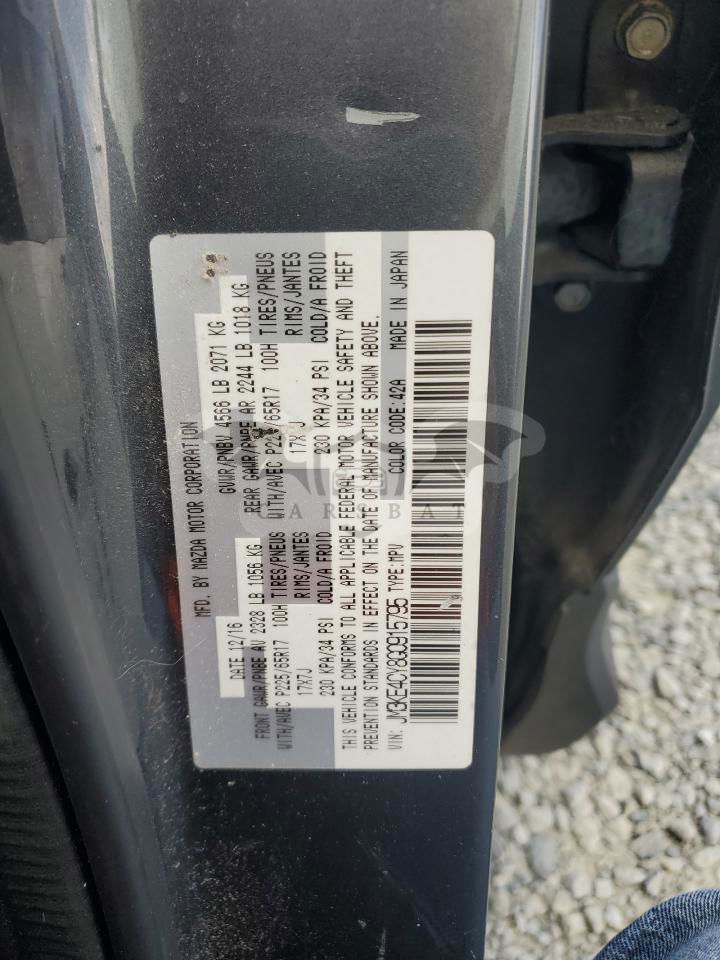 MFD. BY MAZDA MOTOR CORPORATION
DATE 12/16 GVWR/PNBV 4566 LB 2071 KG
FRONT GAWR/PNBE AV 2328 LB 1056 KG REAR GAWR/PNBE AR 2244 LB 1018 KG
WITH/AVEC P225/65R17 100H TIRES/PNEUS WITH/AVEC P225/65R17 100H TIRES/PNEUS
17X7J RIMS/JANTES 17X J RIMS/JANTES
230 KPA/34 PSI COLD/A FROID 230 KPA/34 PSI COLD/A FROID
THIS VEHICLE CONFORMS TO ALL APPLICABLE FEDERAL MOTOR VEHICLE SAFETY AND THEFT
PREVENTION STANDARDS IN EFFECT ON THE DATE OF MANUFACTURE SHOWN ABOVE.
VIN: JM3KE4CY8G0915795 TYPE:MPV COLOR CODE:42A MADE IN JAPAN
CARSBAT